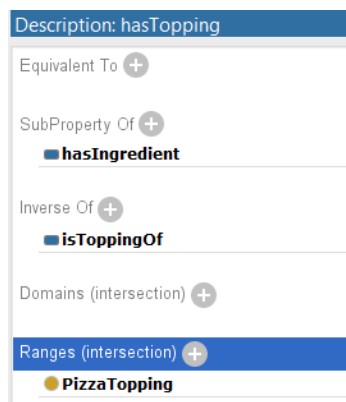 Description: hasTopping
Equivalent To
SubProperty Of
hasIngredient
Inverse Of
isToppingOf
Domains (intersection)
Ranges (intersection)
PizzaTopping